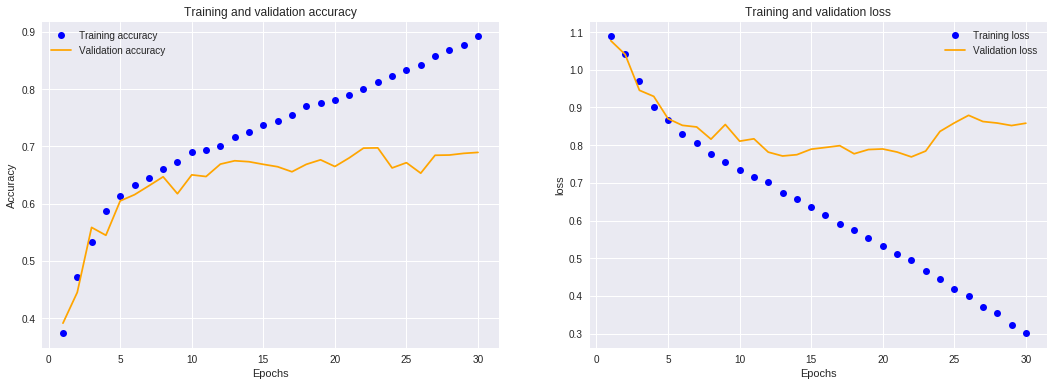 Training and validation accuracy
Training accuracy
Validation accuracy
Accuracy
0.9
0.8
0.7
0.6
0.5
0.4
0
5
10
15
20
25
30
Epochs
Training and validation loss
Training loss
Validation loss
loss
1.1
1.0
0.9
0.8
0.7
0.6
0.5
0.4
0.3
0
5
10
15
20
25
30
Epochs